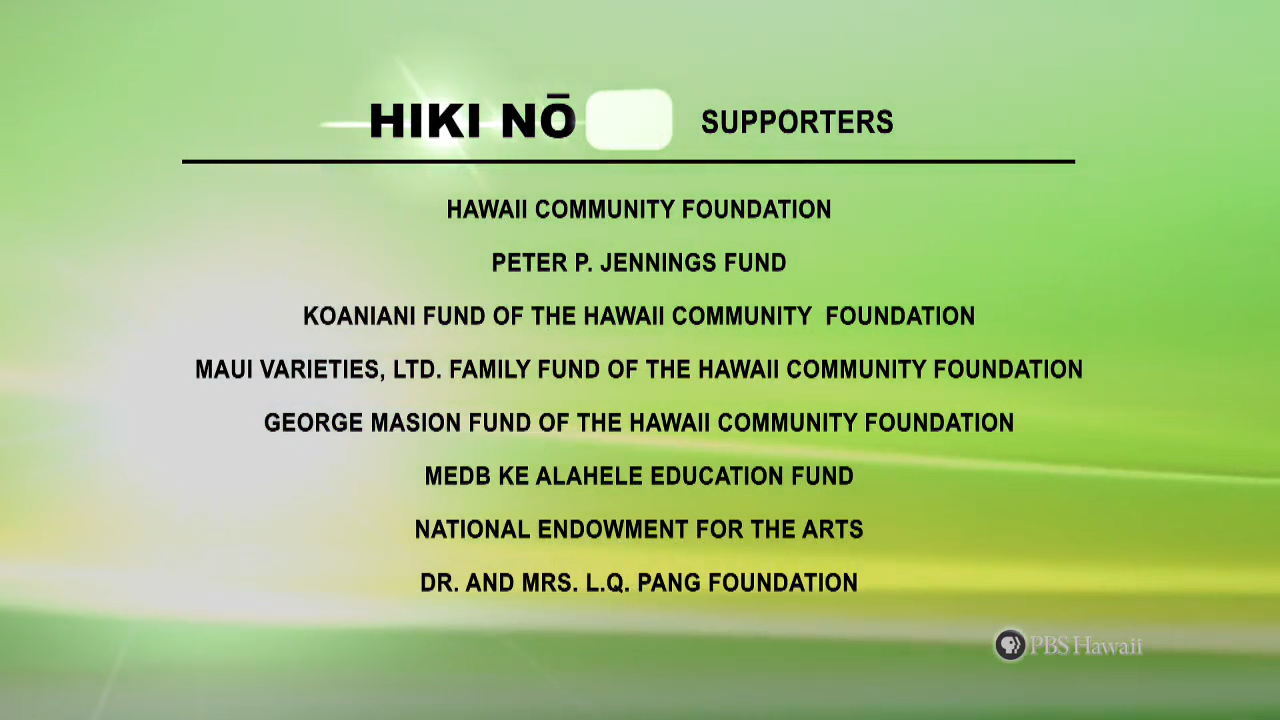 HIKI NŌ SUPPORTERS
HAWAII COMMUNITY FOUNDATION
PETER P. JENNINGS FUND
KOANIANI FUND OF THE HAWAII COMMUNITY  FOUNDATION
MAUI VARIETIES, LTD. FAMILY FUND OF THE HAWAII COMMUNITY FOUNDATION
GEORGE MASION FUND OF THE HAWAII COMMUNITY FOUNDATION
MEDB KE ALAHELE EDUCATION FUND
NATIONAL ENDOWMENT FOR THE ARTS
DR. AND MRS. L.Q. PANG FOUNDATION
PBS Hawaii